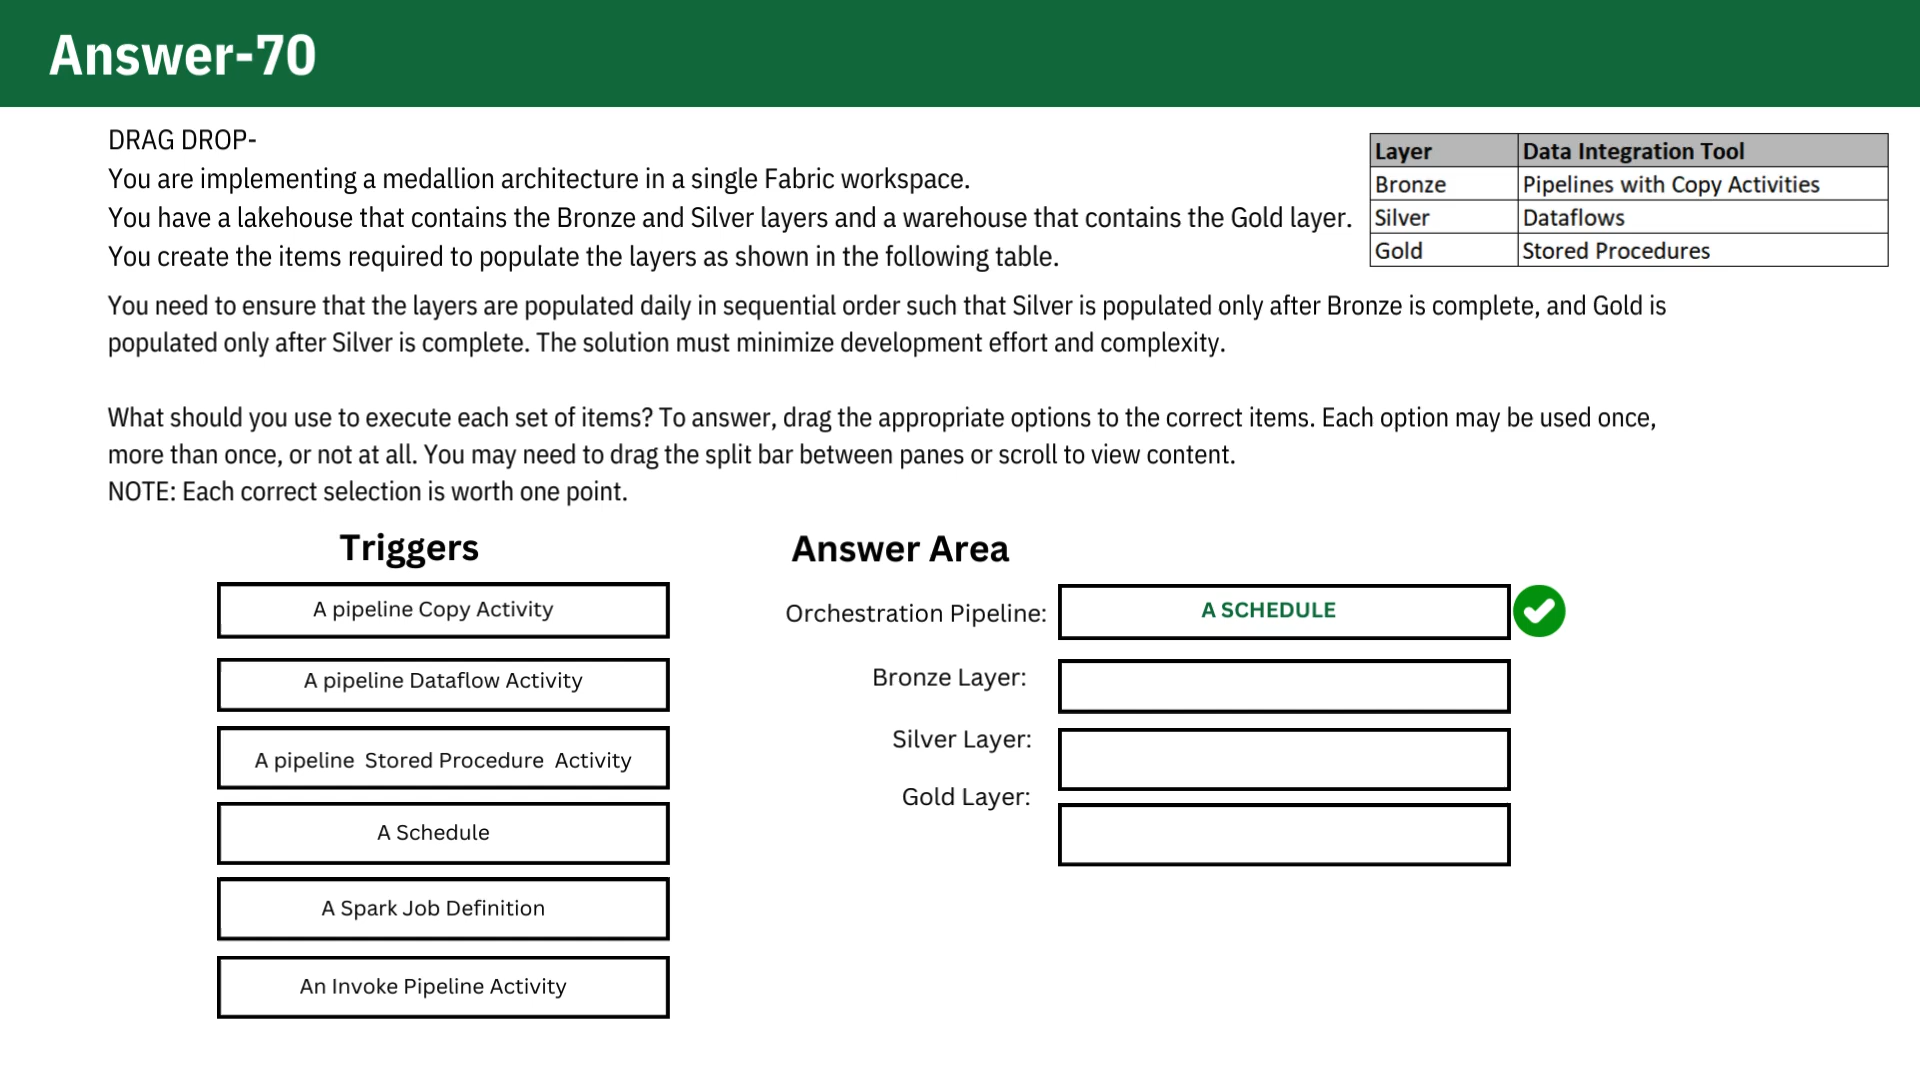 Answer-70
DRAG DROP-
You are implementing a medallion architecture in a single Fabric workspace.
You have a lakehouse that contains the Bronze and Silver layers and a warehouse that contains the Gold layer.
You create the items required to populate the layers as shown in the following table.
Layer Data Integration Tool
Bronze Pipelines with Copy Activities
Silver Dataflows
Gold Stored Procedures
You need to ensure that the layers are populated daily in sequential order such that Silver is populated only after Bronze is complete, and Gold is
populated only after Silver is complete. The solution must minimize development effort and complexity.
What should you use to execute each set of items? To answer, drag the appropriate options to the correct items. Each option may be used once,
more than once, or not at all. You may need to drag the split bar between panes or scroll to view content.
NOTE: Each correct selection is worth one point.
Triggers
A pipeline Copy Activity
A pipeline Dataflow Activity
A pipeline Stored Procedure Activity
A Schedule
A Spark Job Definition
An Invoke Pipeline Activity
Answer Area
Orchestration Pipeline: A SCHEDULE
Bronze Layer:
Silver Layer:
Gold Layer: